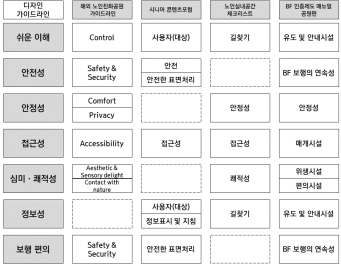 디자인
가이드라인
해외 노인친화공원
가이드라인
시니어 콘텐츠포럼
노인실내공간
체크리스트
BF 인증제도 매뉴얼
공원편
쉬운 이해
Control
사용자(대상)
길찾기
유도 및 안내시설
안전성
Safety &
Security
안전
안전한 표면처리
BF 보행의 연속성
안정성
Comfort
Privacy
안정성
안정성
접근성
Accessibility
접근성
접근성
매개시설
심미·쾌적성
Aesthetic &
Sensory delight
Contact with
nature
쾌적성
위생시설
편의시설
정보성
사용자(대상)
정보표시 및 지침
길찾기
유도 및 안내시설
보행 편의
Safety &
Security
안전한 표면처리
BF 보행의 연속성